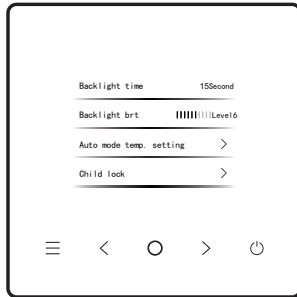 Backlight time 15Second
Backlight brt Level6
Auto mode temp. setting
Child lock